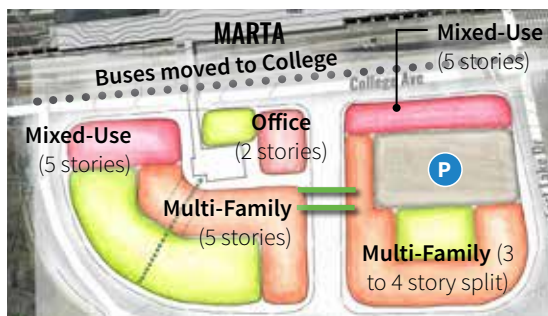 MARTA
Buses moved to College
College Ave
Mixed-Use
(5 stories)
Mixed-Use
(5 stories)
Office
(2 stories)
P
Multi-Family
(5 stories)
Multi-Family (3
to 4 story split)